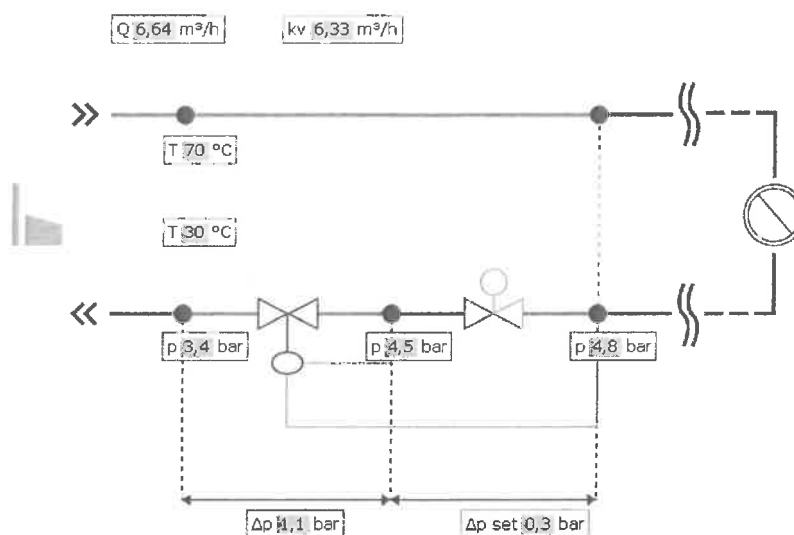 Q 6,64 m³/h kv 6,33 m³/h
T 70 °C
T 30 °C
p 3,4 bar p 4,5 bar p 4,8 bar
Δp 1,1 bar Δp set 0,3 bar